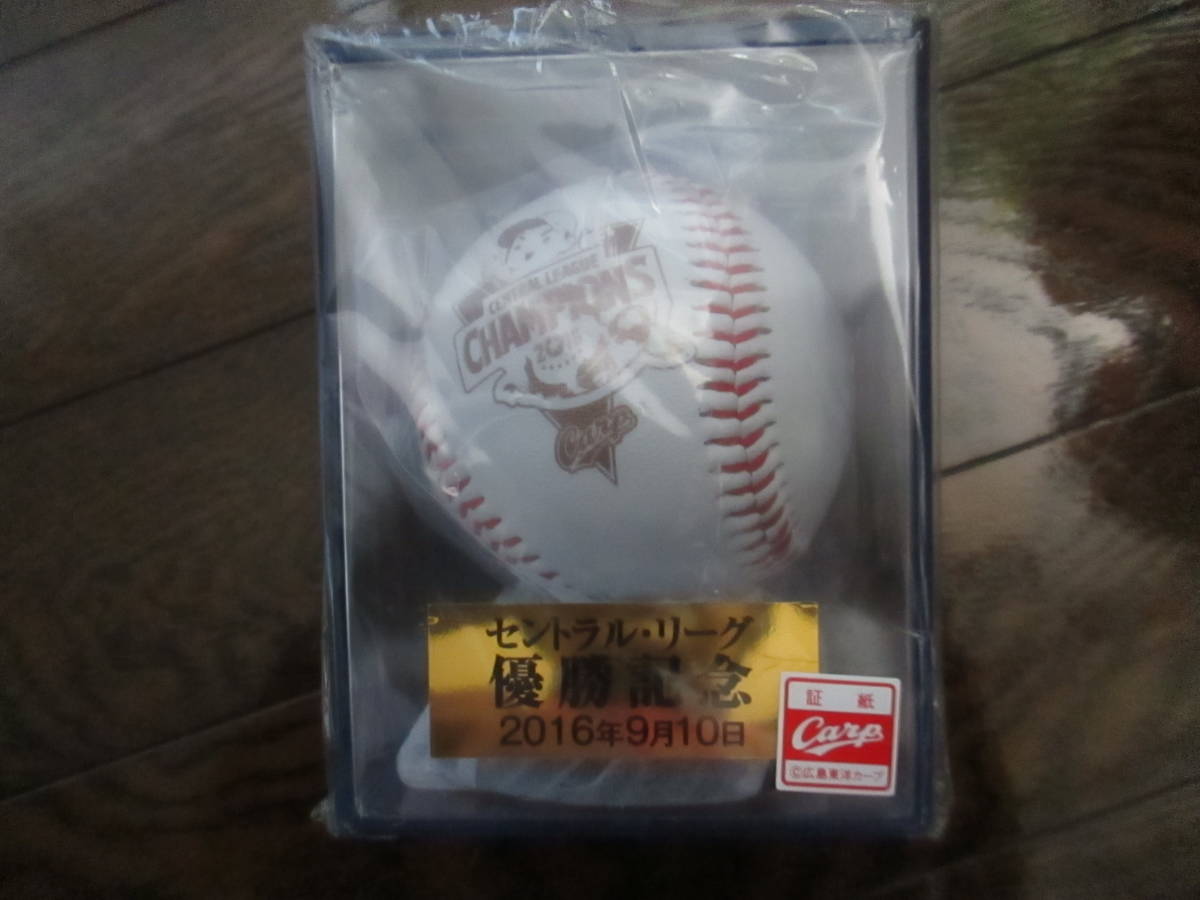 CENTRAL LEAGUE
CHAMPIONS
Carp
セントラル・リーグ
優勝記念
2016年9月10日
証紙
Carp
©広島東洋カープ